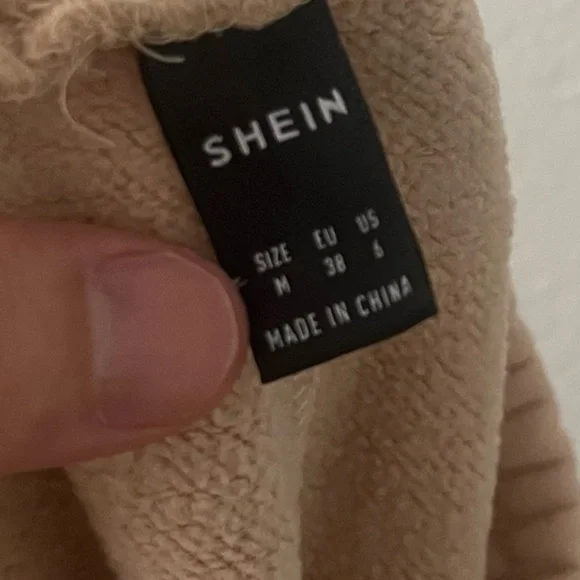 SHEIN
SIZE EU US
M 38 6
MADE IN CHINA